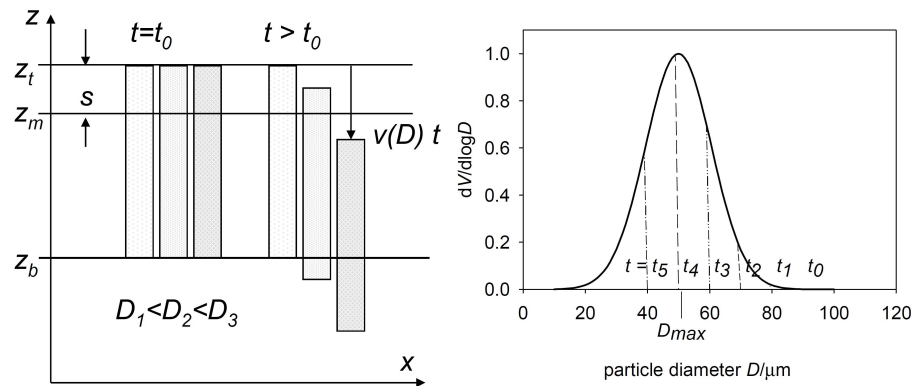 z
t=t₀
t > t₀
zₜ
s
zₘ
v(D) t
z_b
D₁<D₂<D₃
x
dV/dlogD
1.0
0.8
0.6
0.4
0.2
0.0
t = t₅ t₄ t₃ t₂ t₁ t₀
0 20 40 60 80 100 120
Dmax
particle diameter D/µm